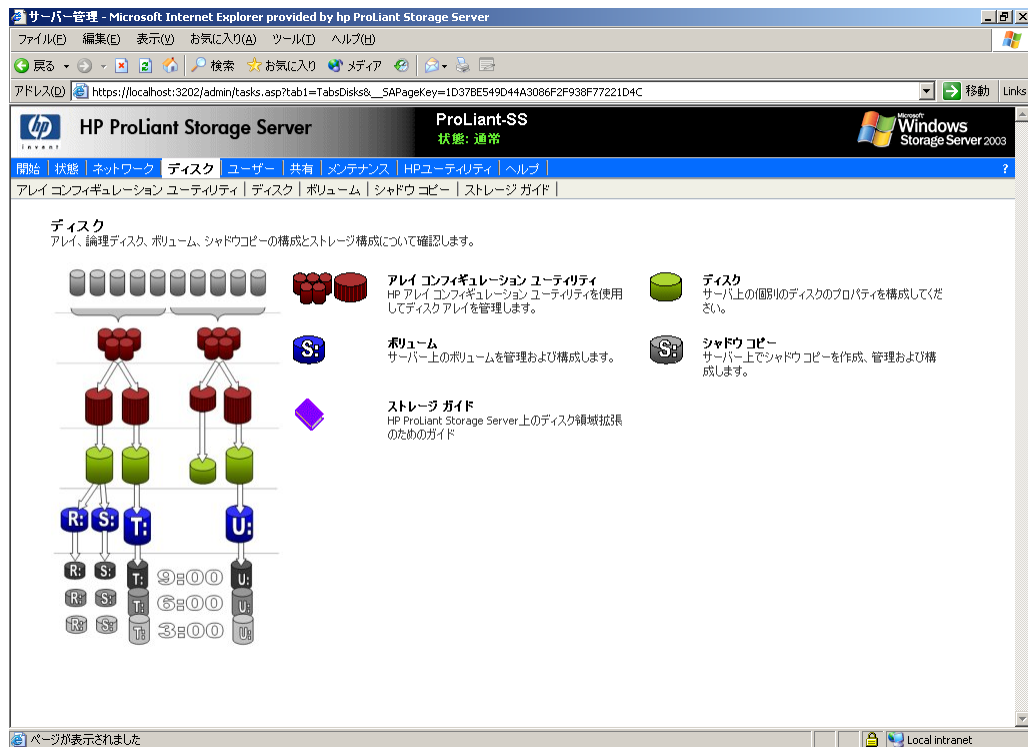 サーバー管理 - Microsoft Internet Explorer provided by hp ProLiant Storage Server
ファイル(F) 編集(E) 表示(V) お気に入り(A) ツール(T) ヘルプ(H)
戻る 検索 お気に入り メディア
アドレス(D) https://localhost:3202/admin/tasks.asp?tab1=TabsDisks&__SAPageKey=1D37BE549D44A3086F2F938F77221D4C 移動 Links
hp invent HP ProLiant Storage Server
ProLiant-SS
状態: 通常
Microsoft Windows Storage Server 2003
開始 状態 ネットワーク ディスク ユーザー 共有 メンテナンス HPユーティリティ ヘルプ ?
アレイ コンフィギュレーション ユーティリティ ディスク ボリューム シャドウ コピー ストレージ ガイド
ディスク
アレイ、論理ディスク、ボリューム、シャドウコピーの構成とストレージ構成について確認します。
アレイ コンフィギュレーション ユーティリティ
HP アレイ コンフィギュレーション ユーティリティを使用
してディスク アレイを管理します。
ディスク
サーバ上の個別のディスクのプロパティを構成してくだ
さい。
S:
ボリューム
サーバー上のボリュームを管理および構成します。
S:
シャドウ コピー
サーバー上でシャドウ コピーを作成、管理および構
成します。
ストレージ ガイド
HP ProLiant Storage Server上のディスク領域拡張
のためのガイド
R: S: T: U:
R: S: T: 9:00 U:
R: S: T: 6:00 U:
R: S: T: 3:00 U:
ページが表示されました
Local intranet